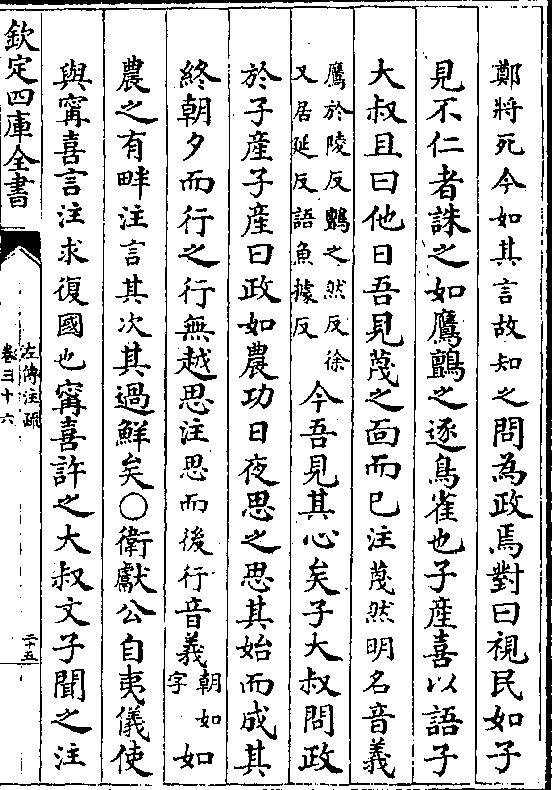 鄭將死今如其言故知之問為政焉對曰視民如子
見不仁者誅之如鷹鸇之逐鳥雀也子產喜以語子
大叔且曰他日吾見蔑之面而已注蔑然明名音義
鷹於陵反鸇之然反徐
又居延反語魚據反
今吾見其心矣子大叔問政
於子產子產曰政如農功日夜思之思其始而成其
終朝夕而行之行無越思注思而後行音義
朝如
字
如
農之有畔注言其次其過鮮矣○衛獻公自夷儀使
與甯喜言注求復國也甯喜許之大叔文子聞之注
欽定四庫全書
左傳注疏
卷三十六
二十五